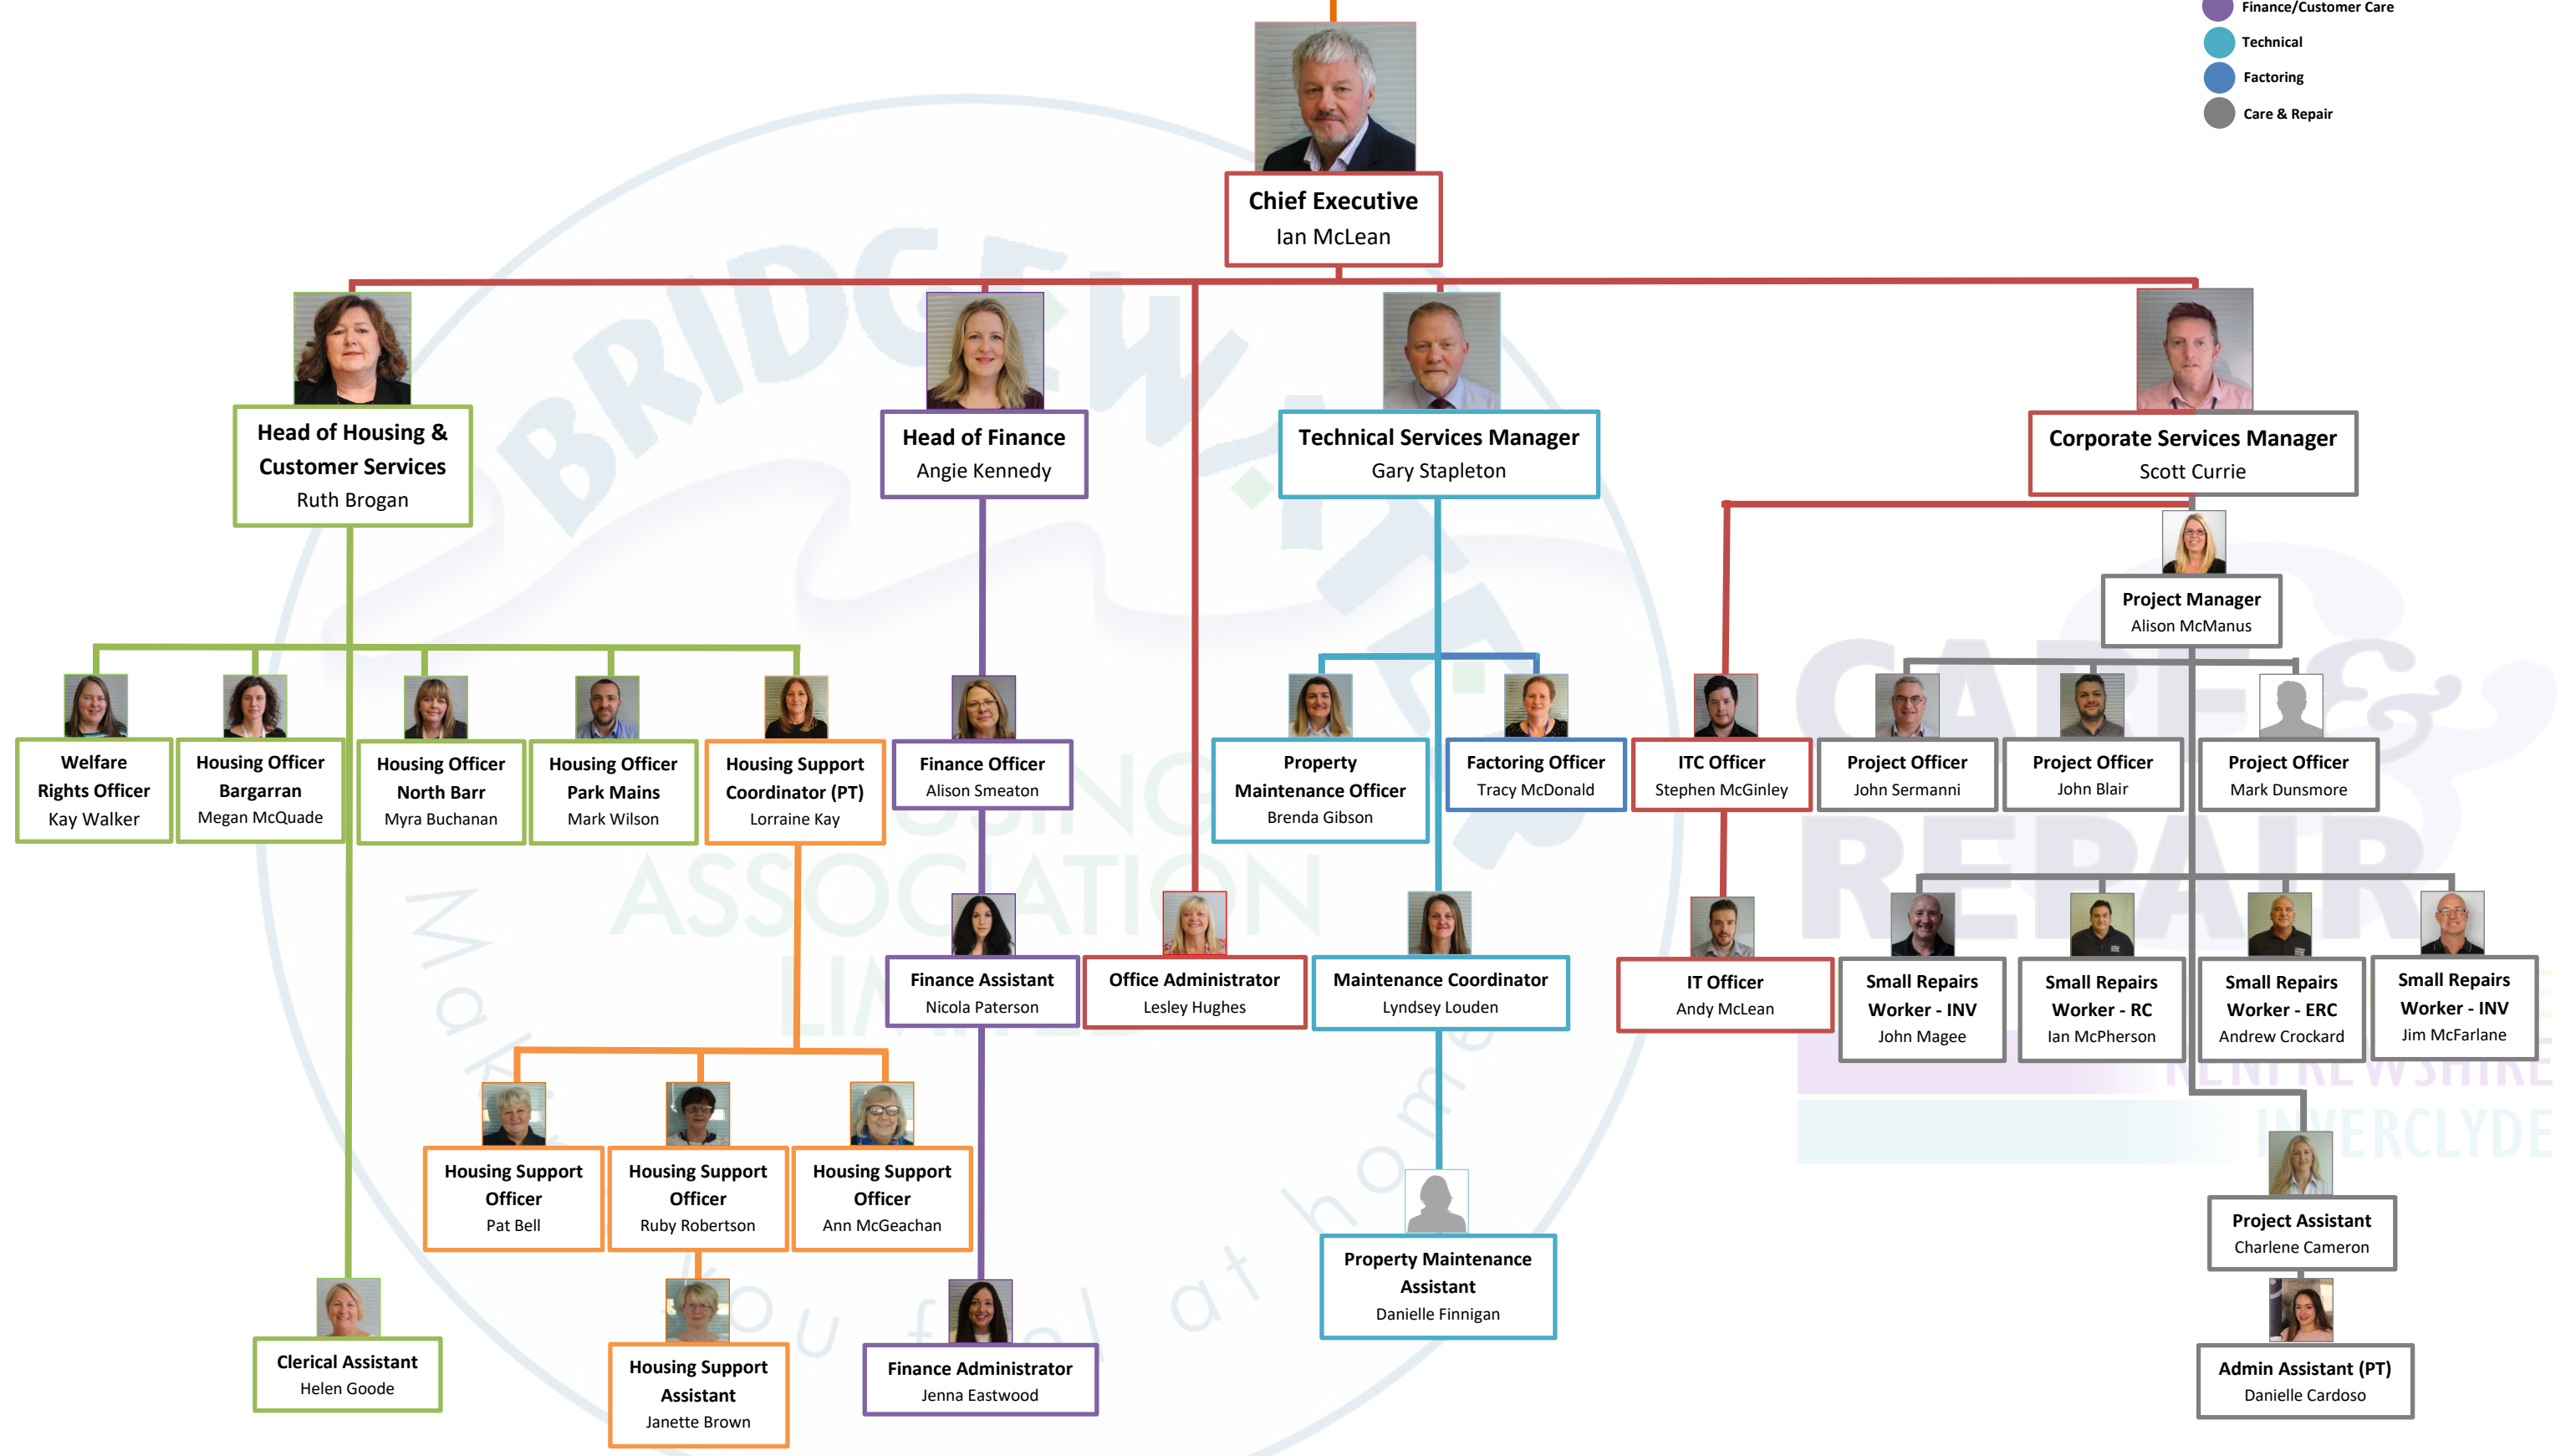 Finance/Customer Care
Technical
Factoring
Care & Repair
Chief Executive
Ian McLean
Head of Housing &
Customer Services
Ruth Brogan
Head of Finance
Angie Kennedy
Technical Services Manager
Gary Stapleton
Corporate Services Manager
Scott Currie
Project Manager
Alison McManus
Welfare
Rights Officer
Kay Walker
Housing Officer
Bargarran
Megan McQuade
Housing Officer
North Barr
Myra Buchanan
Housing Officer
Park Mains
Mark Wilson
Housing Support
Coordinator (PT)
Lorraine Kay
Finance Officer
Alison Smeaton
Property
Maintenance Officer
Brenda Gibson
Factoring Officer
Tracy McDonald
ITC Officer
Stephen McGinley
Project Officer
John Sermanni
Project Officer
John Blair
Project Officer
Mark Dunsmore
Finance Assistant
Nicola Paterson
Office Administrator
Lesley Hughes
Maintenance Coordinator
Lyndsey Louden
IT Officer
Andy McLean
Small Repairs
Worker - INV
John Magee
Small Repairs
Worker - RC
Ian McPherson
Small Repairs
Worker - ERC
Andrew Crockard
Small Repairs
Worker - INV
Jim McFarlane
Housing Support
Officer
Pat Bell
Housing Support
Officer
Ruby Robertson
Housing Support
Officer
Ann McGeachan
Property Maintenance
Assistant
Danielle Finnigan
Project Assistant
Charlene Cameron
Clerical Assistant
Helen Goode
Housing Support
Assistant
Janette Brown
Finance Administrator
Jenna Eastwood
Admin Assistant (PT)
Danielle Cardoso
BRIDGEWATER
ASSOCIATION
CARE &
REPAIR
RENFREWSHIRE
INVERCLYDE
at home